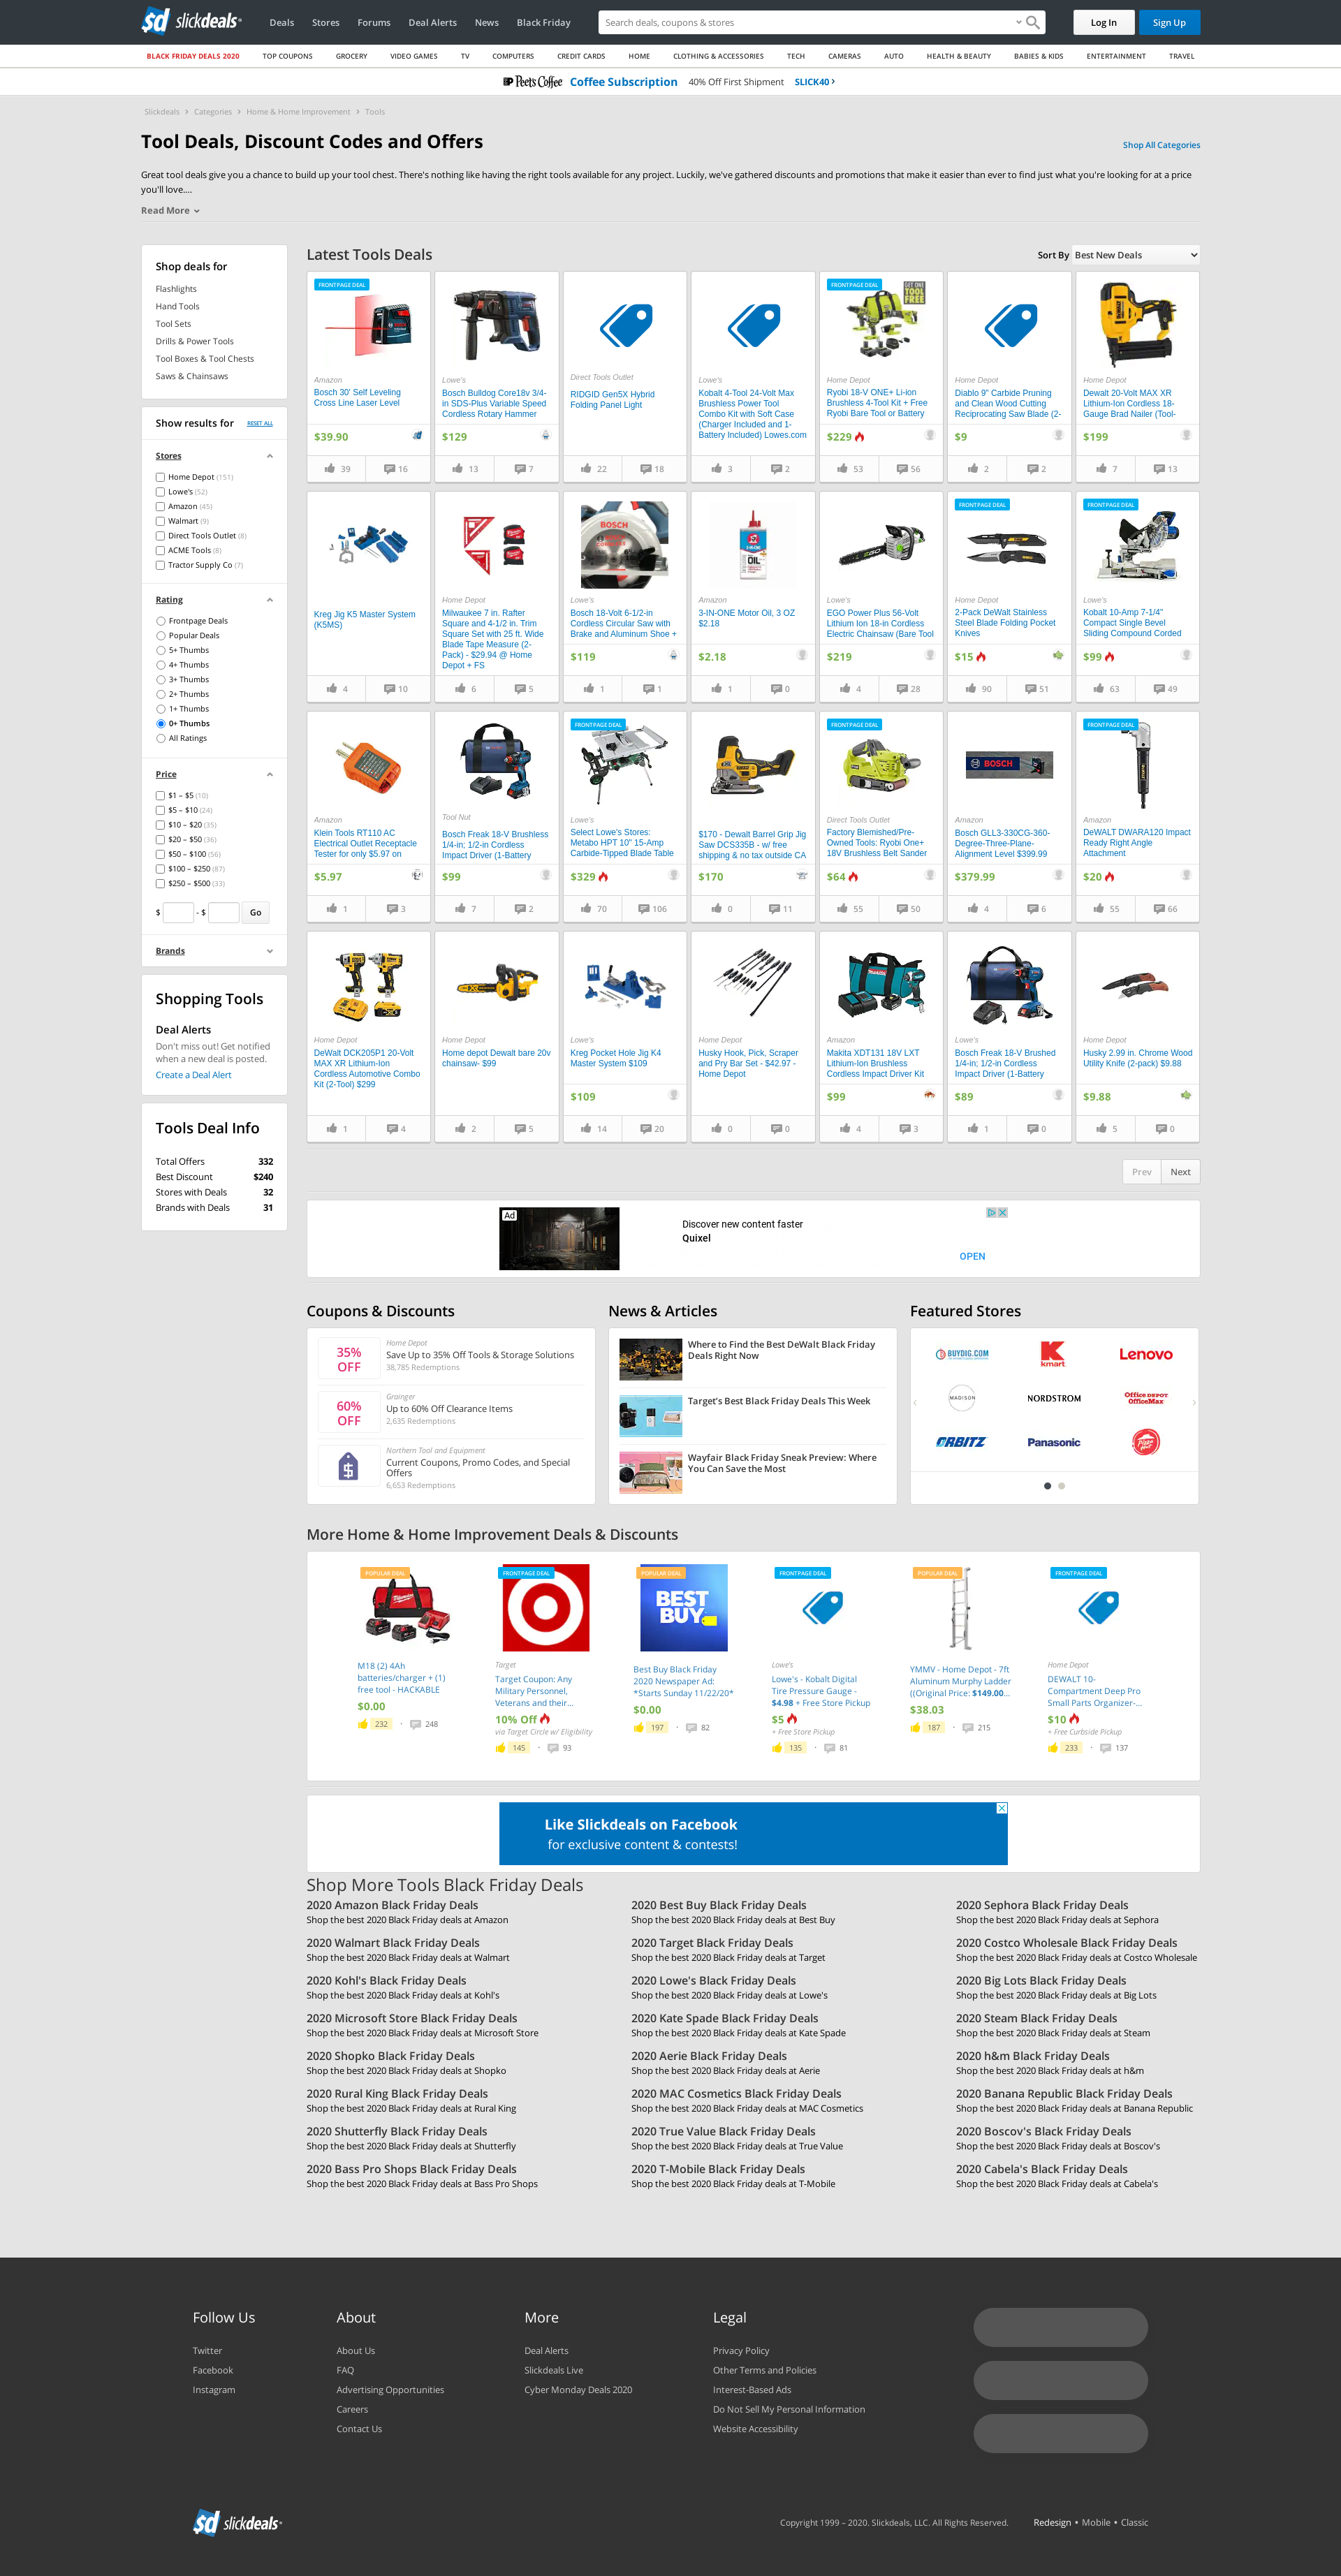 slickdeals
Deals Stores Forums Deal Alerts News Black Friday
Search deals, coupons & stores
Log In Sign Up
BLACK FRIDAY DEALS 2020 TOP COUPONS GROCERY VIDEO GAMES TV COMPUTERS CREDIT CARDS HOME CLOTHING & ACCESSORIES TECH CAMERAS AUTO HEALTH & BEAUTY BABIES & KIDS ENTERTAINMENT TRAVEL
Peet's Coffee Coffee Subscription 40% Off First Shipment SLICK40
Slickdeals › Categories › Home & Home Improvement › Tools
Tool Deals, Discount Codes and Offers
Shop All Categories
Great tool deals give you a chance to build up your tool chest. There's nothing like having the right tools available for any project. Luckily, we've gathered discounts and promotions that make it easier than ever to find just what you're looking for at a price
you'll love....
Read More
Shop deals for
Flashlights
Hand Tools
Tool Sets
Drills & Power Tools
Tool Boxes & Tool Chests
Saws & Chainsaws
Show results for RESET ALL
Stores
Home Depot (151)
Lowe's (52)
Amazon (45)
Walmart (9)
Direct Tools Outlet (8)
ACME Tools (8)
Tractor Supply Co (7)
Rating
Frontpage Deals
Popular Deals
5+ Thumbs
4+ Thumbs
3+ Thumbs
2+ Thumbs
1+ Thumbs
0+ Thumbs
All Ratings
Price
$1 – $5 (10)
$5 – $10 (24)
$10 – $20 (35)
$20 – $50 (36)
$50 – $100 (56)
$100 – $250 (87)
$250 – $500 (33)
$ - $ Go
Brands
Shopping Tools
Deal Alerts
Don't miss out! Get notified
when a new deal is posted.
Create a Deal Alert
Tools Deal Info
Total Offers 332
Best Discount $240
Stores with Deals 32
Brands with Deals 31
Latest Tools Deals
Sort By Best New Deals
FRONTPAGE DEAL
Amazon
Bosch 30' Self Leveling
Cross Line Laser Level
$39.90
39 16
Lowe's
Bosch Bulldog Core18v 3/4-
in SDS-Plus Variable Speed
Cordless Rotary Hammer
$129
13 7
Direct Tools Outlet
RIDGID Gen5X Hybrid
Folding Panel Light
22 18
Lowe's
Kobalt 4-Tool 24-Volt Max
Brushless Power Tool
Combo Kit with Soft Case
(Charger Included and 1-
Battery Included) Lowes.com
3 2
FRONTPAGE DEAL
GET ONE
TOOL
FREE
Home Depot
Ryobi 18-V ONE+ Li-ion
Brushless 4-Tool Kit + Free
Ryobi Bare Tool or Battery
$229
53 56
Home Depot
Diablo 9" Carbide Pruning
and Clean Wood Cutting
Reciprocating Saw Blade (2-
$9
2 2
Home Depot
Dewalt 20-Volt MAX XR
Lithium-Ion Cordless 18-
Gauge Brad Nailer (Tool-
$199
7 13
Kreg Jig K5 Master System
(K5MS)
4 10
Home Depot
Milwaukee 7 in. Rafter
Square and 4-1/2 in. Trim
Square Set with 25 ft. Wide
Blade Tape Measure (2-
Pack) - $29.94 @ Home
Depot + FS
6 5
BOSCH
Lowe's
Bosch 18-Volt 6-1/2-in
Cordless Circular Saw with
Brake and Aluminum Shoe +
$119
1 1
OIL
Amazon
3-IN-ONE Motor Oil, 3 OZ
$2.18
$2.18
1 0
EGO
Lowe's
EGO Power Plus 56-Volt
Lithium Ion 18-in Cordless
Electric Chainsaw (Bare Tool
$219
4 28
FRONTPAGE DEAL
Home Depot
2-Pack DeWalt Stainless
Steel Blade Folding Pocket
Knives
$15
90 51
FRONTPAGE DEAL
Lowe's
Kobalt 10-Amp 7-1/4"
Compact Single Bevel
Sliding Compound Corded
$99
63 49
Amazon
Klein Tools RT110 AC
Electrical Outlet Receptacle
Tester for only $5.97 on
$5.97
1 3
Tool Nut
Bosch Freak 18-V Brushless
1/4-in; 1/2-in Cordless
Impact Driver (1-Battery
$99
7 2
FRONTPAGE DEAL
Lowe's
Select Lowe's Stores:
Metabo HPT 10" 15-Amp
Carbide-Tipped Blade Table
$329
70 106
$170 - Dewalt Barrel Grip Jig
Saw DCS335B - w/ free
shipping & no tax outside CA
$170
0 11
FRONTPAGE DEAL
Direct Tools Outlet
Factory Blemished/Pre-
Owned Tools: Ryobi One+
18V Brushless Belt Sander
$64
55 50
BOSCH
Amazon
Bosch GLL3-330CG-360-
Degree-Three-Plane-
Alignment Level $399.99
$379.99
4 6
FRONTPAGE DEAL
Amazon
DeWALT DWARA120 Impact
Ready Right Angle
Attachment
$20
55 66
Home Depot
DeWalt DCK205P1 20-Volt
MAX XR Lithium-Ion
Cordless Automotive Combo
Kit (2-Tool) $299
1 4
Home Depot
Home depot Dewalt bare 20v
chainsaw- $99
2 5
Lowe's
Kreg Pocket Hole Jig K4
Master System $109
$109
14 20
Home Depot
Husky Hook, Pick, Scraper
and Pry Bar Set - $42.97 -
Home Depot
0 0
Amazon
Makita XDT131 18V LXT
Lithium-Ion Brushless
Cordless Impact Driver Kit
$99
4 3
Lowe's
Bosch Freak 18-V Brushed
1/4-in; 1/2-in Cordless
Impact Driver (1-Battery
$89
1 0
Home Depot
Husky 2.99 in. Chrome Wood
Utility Knife (2-pack) $9.88
$9.88
5 0
Prev Next
Ad
Discover new content faster
Quixel
OPEN
Coupons & Discounts
35%
OFF
Home Depot
Save Up to 35% Off Tools & Storage Solutions
38,785 Redemptions
60%
OFF
Grainger
Up to 60% Off Clearance Items
2,635 Redemptions
Northern Tool and Equipment
Current Coupons, Promo Codes, and Special
Offers
6,653 Redemptions
News & Articles
Where to Find the Best DeWalt Black Friday
Deals Right Now
Target's Best Black Friday Deals This Week
Wayfair Black Friday Sneak Preview: Where
You Can Save the Most
Featured Stores
BUYDIG.COM
kmart
Lenovo
MADISON
NORDSTROM
Office DEPOT
OfficeMax
ORBITZ
Panasonic
Pizza Hut
More Home & Home Improvement Deals & Discounts
POPULAR DEAL
M18 (2) 4Ah
batteries/charger + (1)
free tool - HACKABLE
$0.00
232 · 248
FRONTPAGE DEAL
Target
Target Coupon: Any
Military Personnel,
Veterans and their...
10% Off
via Target Circle w/ Eligibility
145 · 93
POPULAR DEAL
BEST
BUY
Best Buy Black Friday
2020 Newspaper Ad:
*Starts Sunday 11/22/20*
$0.00
197 · 82
FRONTPAGE DEAL
Lowe's
Lowe's - Kobalt Digital
Tire Pressure Gauge -
$4.98 + Free Store Pickup
$5
+ Free Store Pickup
135 · 81
POPULAR DEAL
YMMV - Home Depot - 7ft
Aluminum Murphy Ladder
((Original Price: $149.00...
$38.03
187 · 215
FRONTPAGE DEAL
Home Depot
DEWALT 10-
Compartment Deep Pro
Small Parts Organizer-...
$10
+ Free Curbside Pickup
233 · 137
Like Slickdeals on Facebook
for exclusive content & contests!
Shop More Tools Black Friday Deals
2020 Amazon Black Friday Deals
Shop the best 2020 Black Friday deals at Amazon
2020 Best Buy Black Friday Deals
Shop the best 2020 Black Friday deals at Best Buy
2020 Sephora Black Friday Deals
Shop the best 2020 Black Friday deals at Sephora
2020 Walmart Black Friday Deals
Shop the best 2020 Black Friday deals at Walmart
2020 Target Black Friday Deals
Shop the best 2020 Black Friday deals at Target
2020 Costco Wholesale Black Friday Deals
Shop the best 2020 Black Friday deals at Costco Wholesale
2020 Kohl's Black Friday Deals
Shop the best 2020 Black Friday deals at Kohl's
2020 Lowe's Black Friday Deals
Shop the best 2020 Black Friday deals at Lowe's
2020 Big Lots Black Friday Deals
Shop the best 2020 Black Friday deals at Big Lots
2020 Microsoft Store Black Friday Deals
Shop the best 2020 Black Friday deals at Microsoft Store
2020 Kate Spade Black Friday Deals
Shop the best 2020 Black Friday deals at Kate Spade
2020 Steam Black Friday Deals
Shop the best 2020 Black Friday deals at Steam
2020 Shopko Black Friday Deals
Shop the best 2020 Black Friday deals at Shopko
2020 Aerie Black Friday Deals
Shop the best 2020 Black Friday deals at Aerie
2020 h&m Black Friday Deals
Shop the best 2020 Black Friday deals at h&m
2020 Rural King Black Friday Deals
Shop the best 2020 Black Friday deals at Rural King
2020 MAC Cosmetics Black Friday Deals
Shop the best 2020 Black Friday deals at MAC Cosmetics
2020 Banana Republic Black Friday Deals
Shop the best 2020 Black Friday deals at Banana Republic
2020 Shutterfly Black Friday Deals
Shop the best 2020 Black Friday deals at Shutterfly
2020 True Value Black Friday Deals
Shop the best 2020 Black Friday deals at True Value
2020 Boscov's Black Friday Deals
Shop the best 2020 Black Friday deals at Boscov's
2020 Bass Pro Shops Black Friday Deals
Shop the best 2020 Black Friday deals at Bass Pro Shops
2020 T-Mobile Black Friday Deals
Shop the best 2020 Black Friday deals at T-Mobile
2020 Cabela's Black Friday Deals
Shop the best 2020 Black Friday deals at Cabela's
Follow Us
Twitter
Facebook
Instagram
About
About Us
FAQ
Advertising Opportunities
Careers
Contact Us
More
Deal Alerts
Slickdeals Live
Cyber Monday Deals 2020
Legal
Privacy Policy
Other Terms and Policies
Interest-Based Ads
Do Not Sell My Personal Information
Website Accessibility
slickdeals
Copyright 1999 – 2020. Slickdeals, LLC. All Rights Reserved.
Redesign • Mobile • Classic